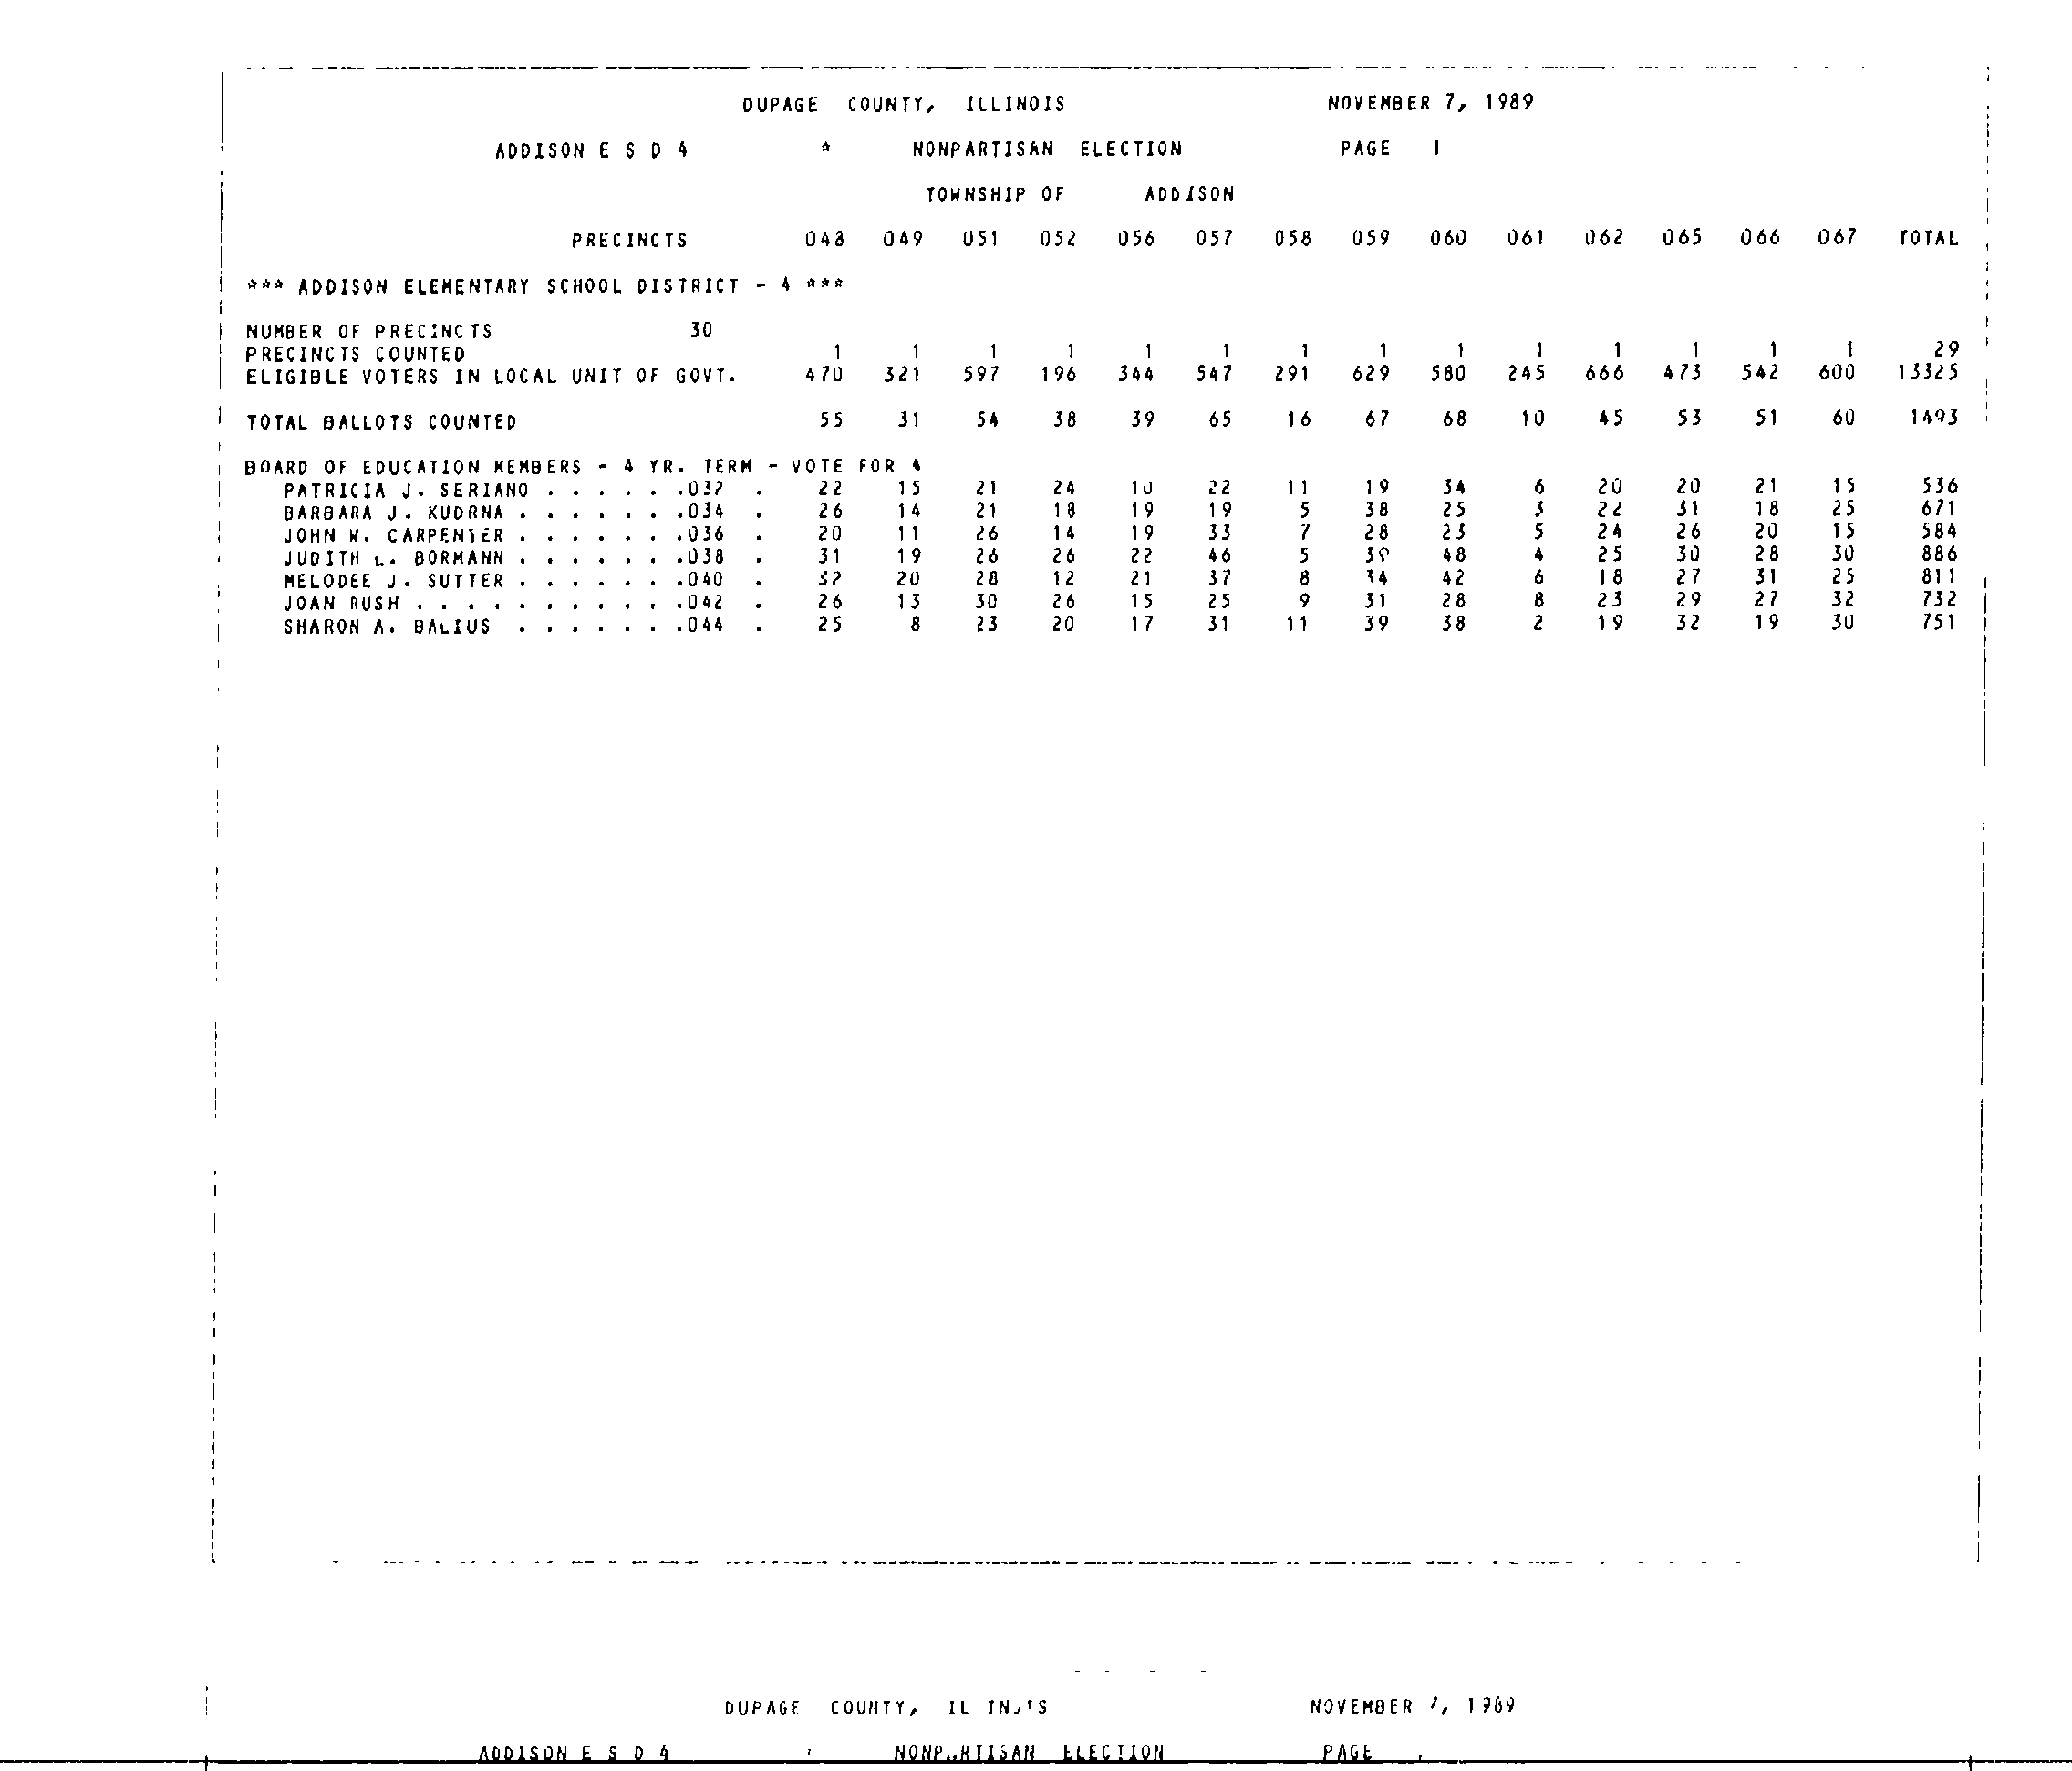 DUPAGE COUNTY, ILLINOIS NOVEMBER 7, 1989
ADDISON E S D 4 * NONPARTISAN ELECTION PAGE 1
TOWNSHIP OF ADDISON
PRECINCTS 048 049 051 052 056 057 058 059 060 061 062 065 066 067 TOTAL
*** ADDISON ELEMENTARY SCHOOL DISTRICT - 4 ***
NUMBER OF PRECINCTS 30
PRECINCTS COUNTED 1 1 1 1 1 1 1 1 1 1 1 1 1 1 29
ELIGIBLE VOTERS IN LOCAL UNIT OF GOVT. 470 321 597 196 344 547 291 629 580 245 666 473 542 600 13325
TOTAL BALLOTS COUNTED 55 31 54 38 39 65 16 67 68 10 45 53 51 60 1493
BOARD OF EDUCATION MEMBERS - 4 YR. TERM - VOTE FOR 4
PATRICIA J. SERIANO . . . . . .032 . 22 15 21 24 10 22 11 19 34 6 20 20 21 15 536
BARBARA J. KUDRNA . . . . . . .034 . 26 14 21 18 19 19 5 38 25 3 22 31 18 25 671
JOHN W. CARPENTER . . . . . . .036 . 20 11 26 14 19 33 7 28 23 5 24 26 20 15 584
JUDITH L. BORMANN . . . . . . .038 . 31 19 26 26 22 46 5 39 48 4 25 30 28 30 886
MELODEE J. SUTTER . . . . . . .040 . 32 20 28 12 21 37 8 34 42 6 18 27 31 25 811
JOAN RUSH . . . . . . . . . . .042 . 26 13 30 26 15 25 9 31 28 8 23 29 27 32 732
SHARON A. BALIUS . . . . . . .044 . 25 8 23 20 17 31 11 39 38 2 19 32 19 30 751
DUPAGE COUNTY, NOVEMBER 7, 1989
ADDISON E S D 4 ELECTION PAGE